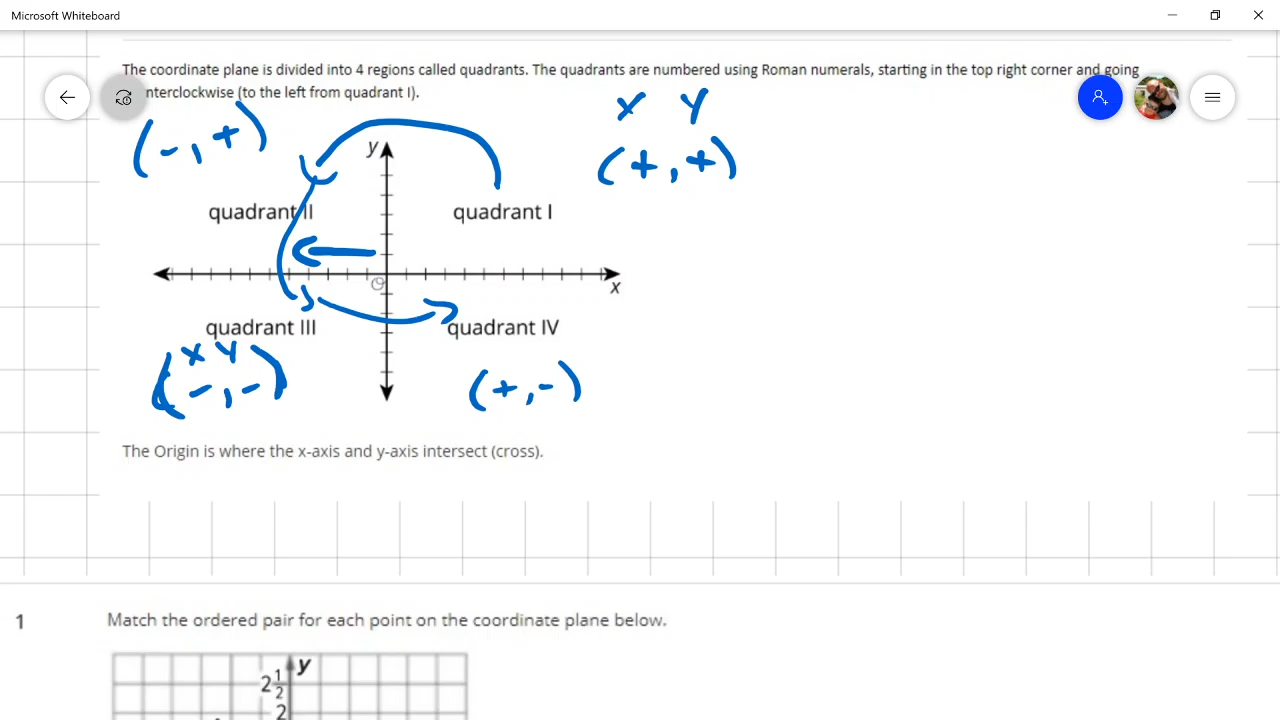 Microsoft Whiteboard
The coordinate plane is divided into 4 regions called quadrants. The quadrants are numbered using Roman numerals, starting in the top right corner and going
nterclockwise (to the left from quadrant I).
X Y
(-, +)
(+, +)
y
quadrant II
quadrant I
O
x
quadrant III
quadrant IV
X Y
(-, -)
(+, -)
The Origin is where the x-axis and y-axis intersect (cross).
1
Match the ordered pair for each point on the coordinate plane below.
y
2 1/2
2